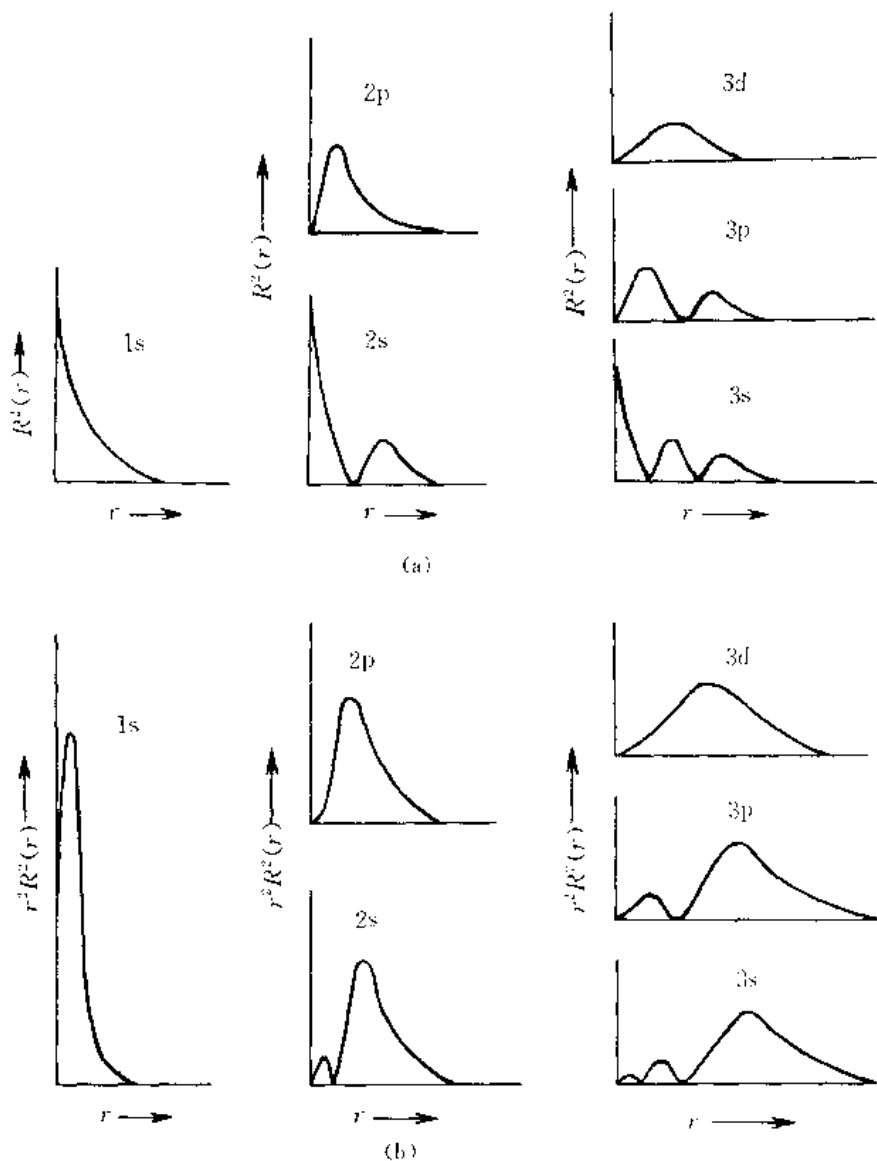 3d
2p
R²(r)
R²(r)
3p
1s
2s
3s
R²(r)
r
r
r
(a)
2p
3d
1s
r²R²(r)
r²R²(r)
r²R²(r)
3p
2s
3s
r
r
r
(b)